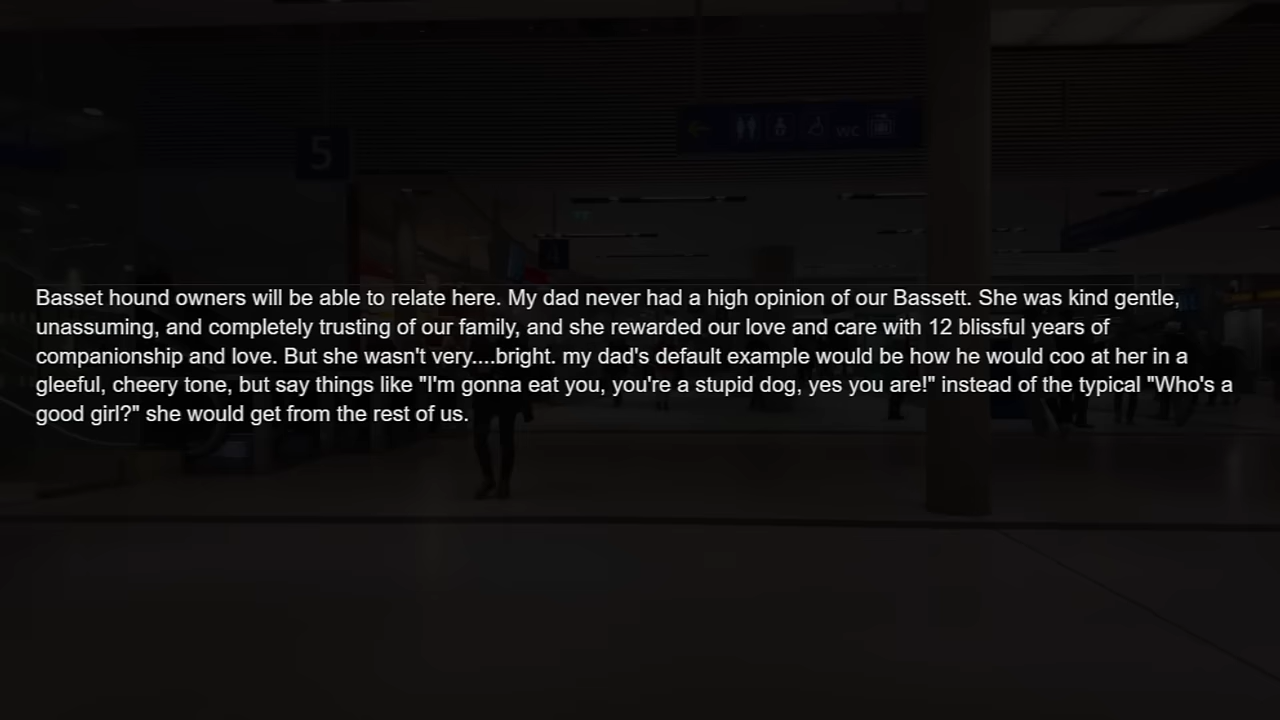 5
WC
Basset hound owners will be able to relate here. My dad never had a high opinion of our Bassett. She was kind gentle,
unassuming, and completely trusting of our family, and she rewarded our love and care with 12 blissful years of
companionship and love. But she wasn't very....bright. my dad's default example would be how he would coo at her in a
gleeful, cheery tone, but say things like "I'm gonna eat you, you're a stupid dog, yes you are!" instead of the typical "Who's a
good girl?" she would get from the rest of us.